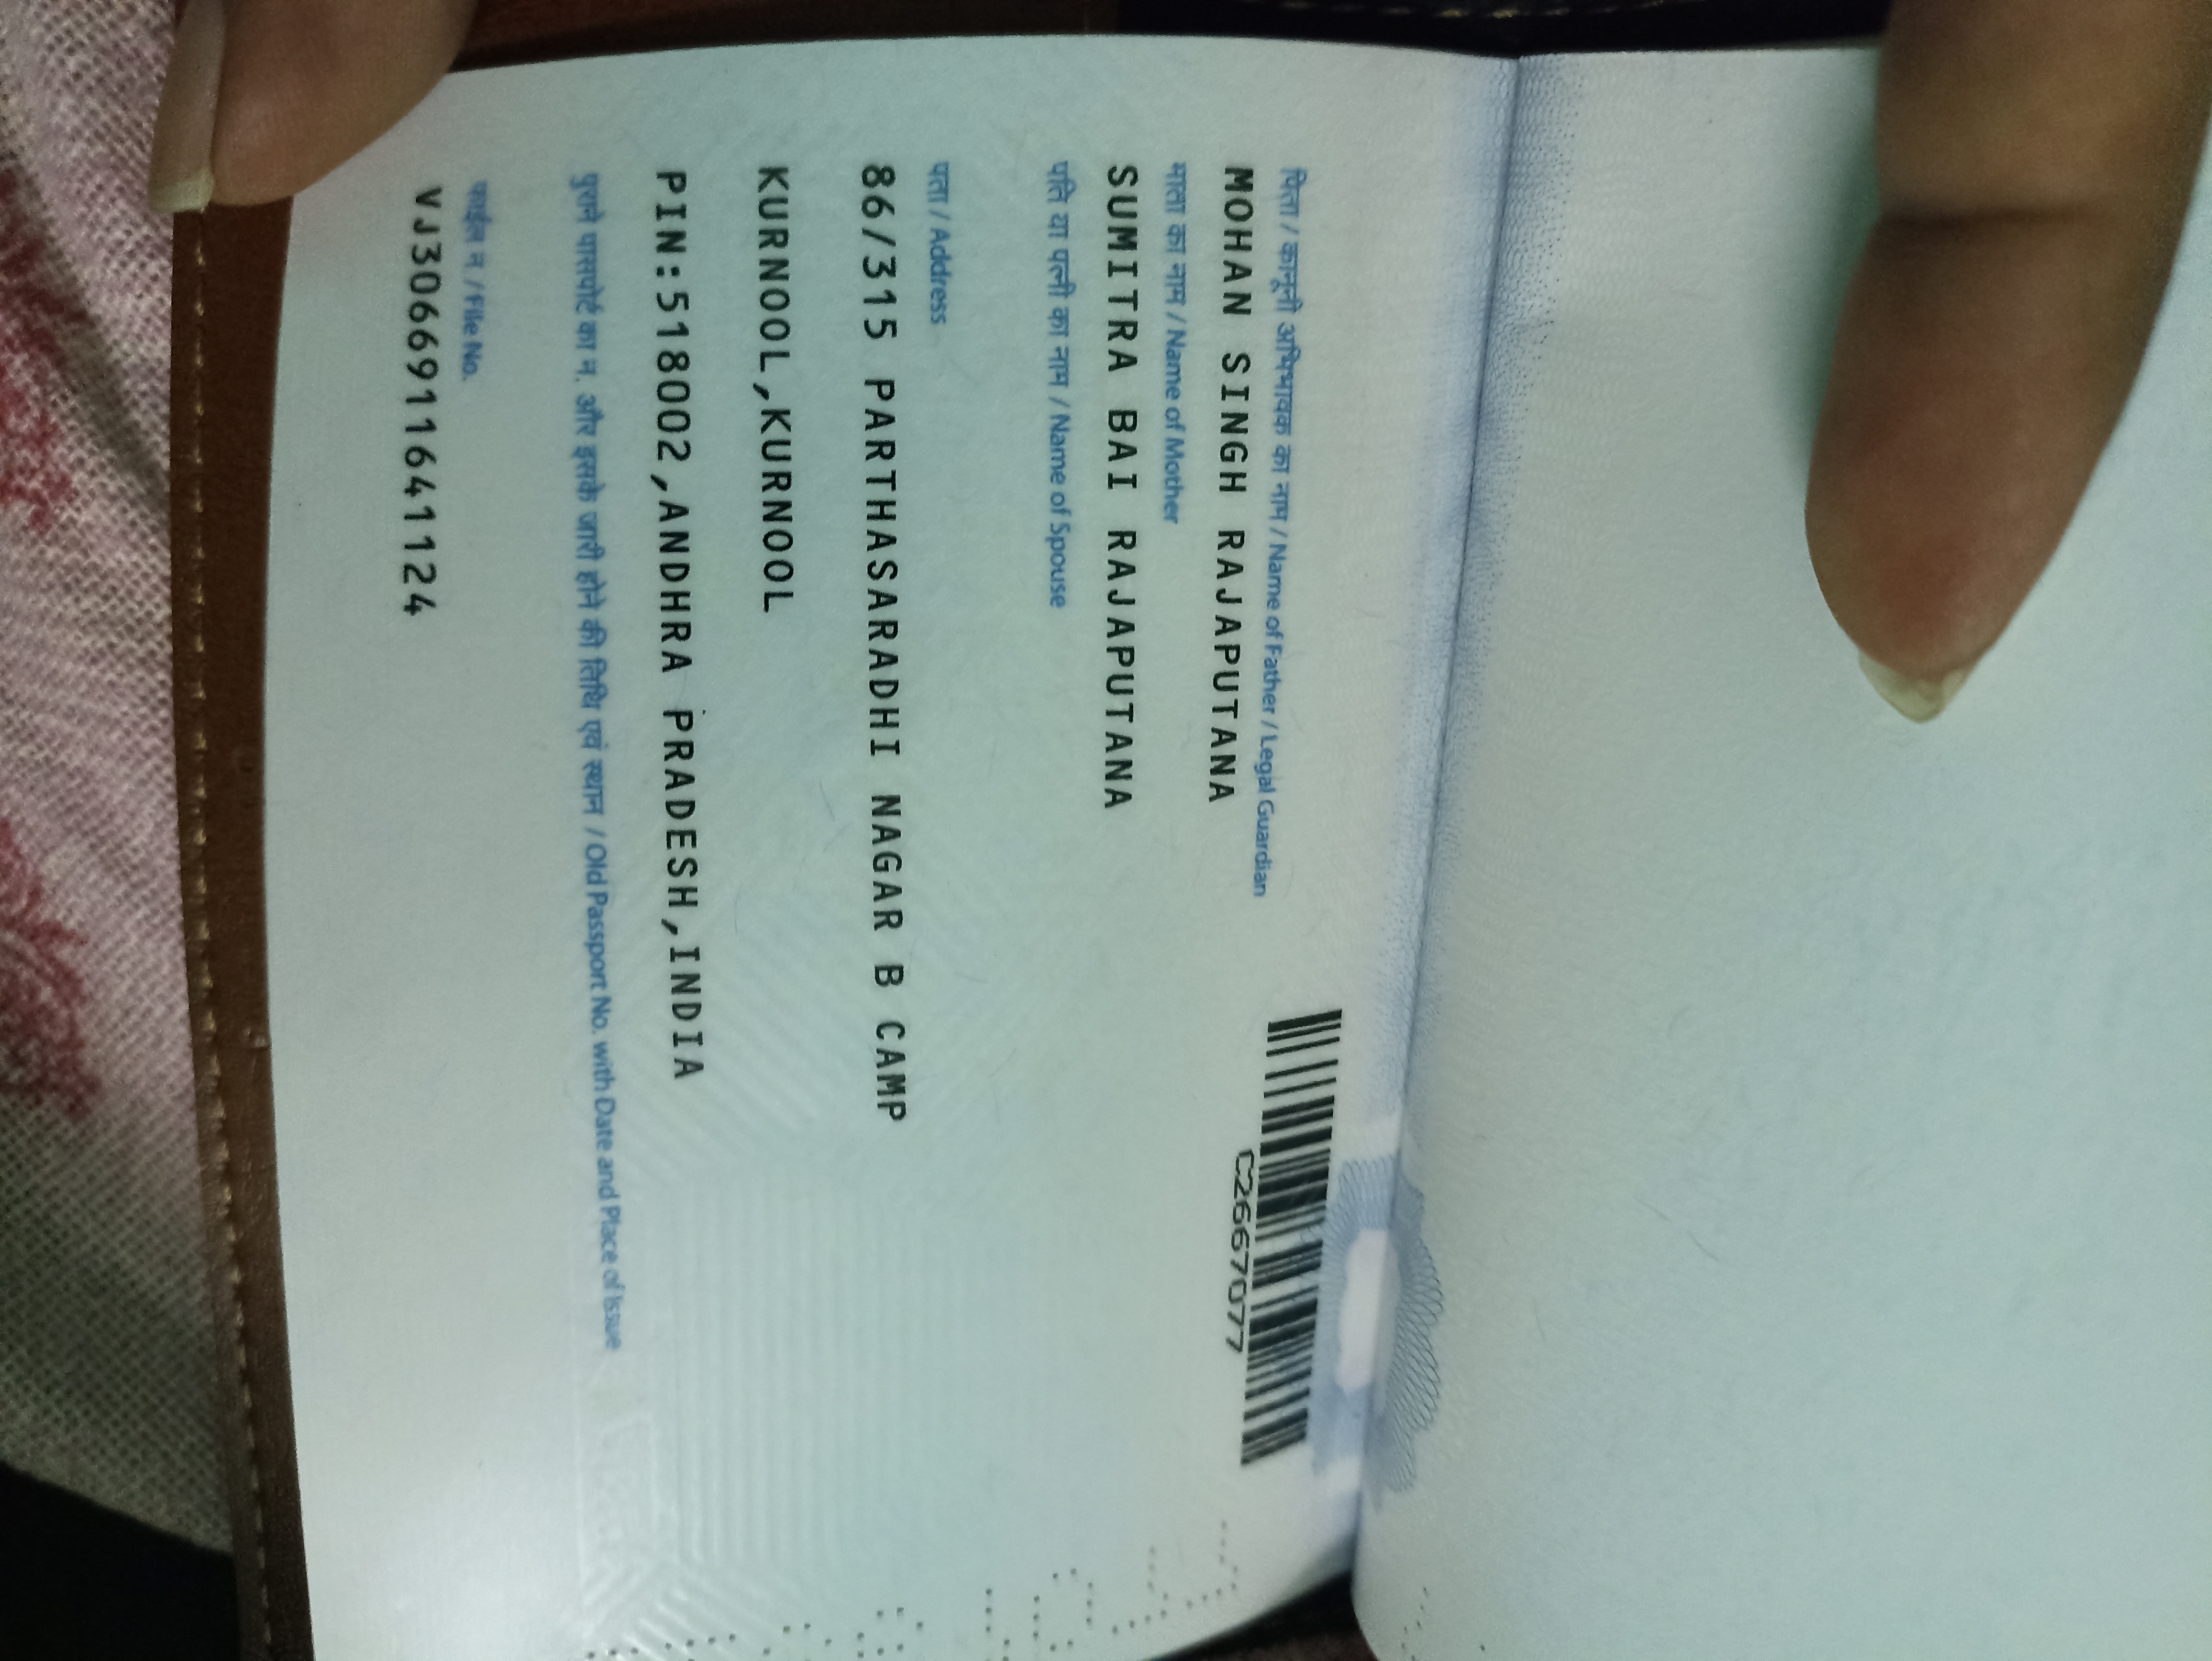 पिता / कानूनी अभिभावक का नाम / Name of Father / Legal Guardian
MOHAN SINGH RAJAPUTANA
माता का नाम / Name of Mother
SUMITRA BAI RAJAPUTANA
पति या पत्नी का नाम / Name of Spouse
C2667077
पता / Address
86/315 PARTHASARADHI NAGAR B CAMP
KURNOOL,KURNOOL
PIN:518002,ANDHRA PRADESH,INDIA
पुराने पासपोर्ट का न. और इसके जारी होने की तिथि एवं स्थान / Old Passport No. with Date and Place of Issue
फाईल न / File No.
VJ3066911641124